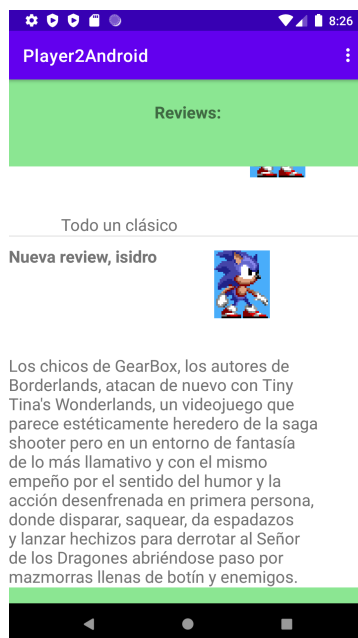 8:26
Player2Android
Reviews:
Todo un clásico
Nueva review, isidro
Los chicos de GearBox, los autores de
Borderlands, atacan de nuevo con Tiny
Tina's Wonderlands, un videojuego que
parece estéticamente heredero de la saga
shooter pero en un entorno de fantasía
de lo más llamativo y con el mismo
empeño por el sentido del humor y la
acción desenfrenada en primera persona,
donde disparar, saquear, da espadazos
y lanzar hechizos para derrotar al Señor
de los Dragones abriéndose paso por
mazmorras llenas de botín y enemigos.